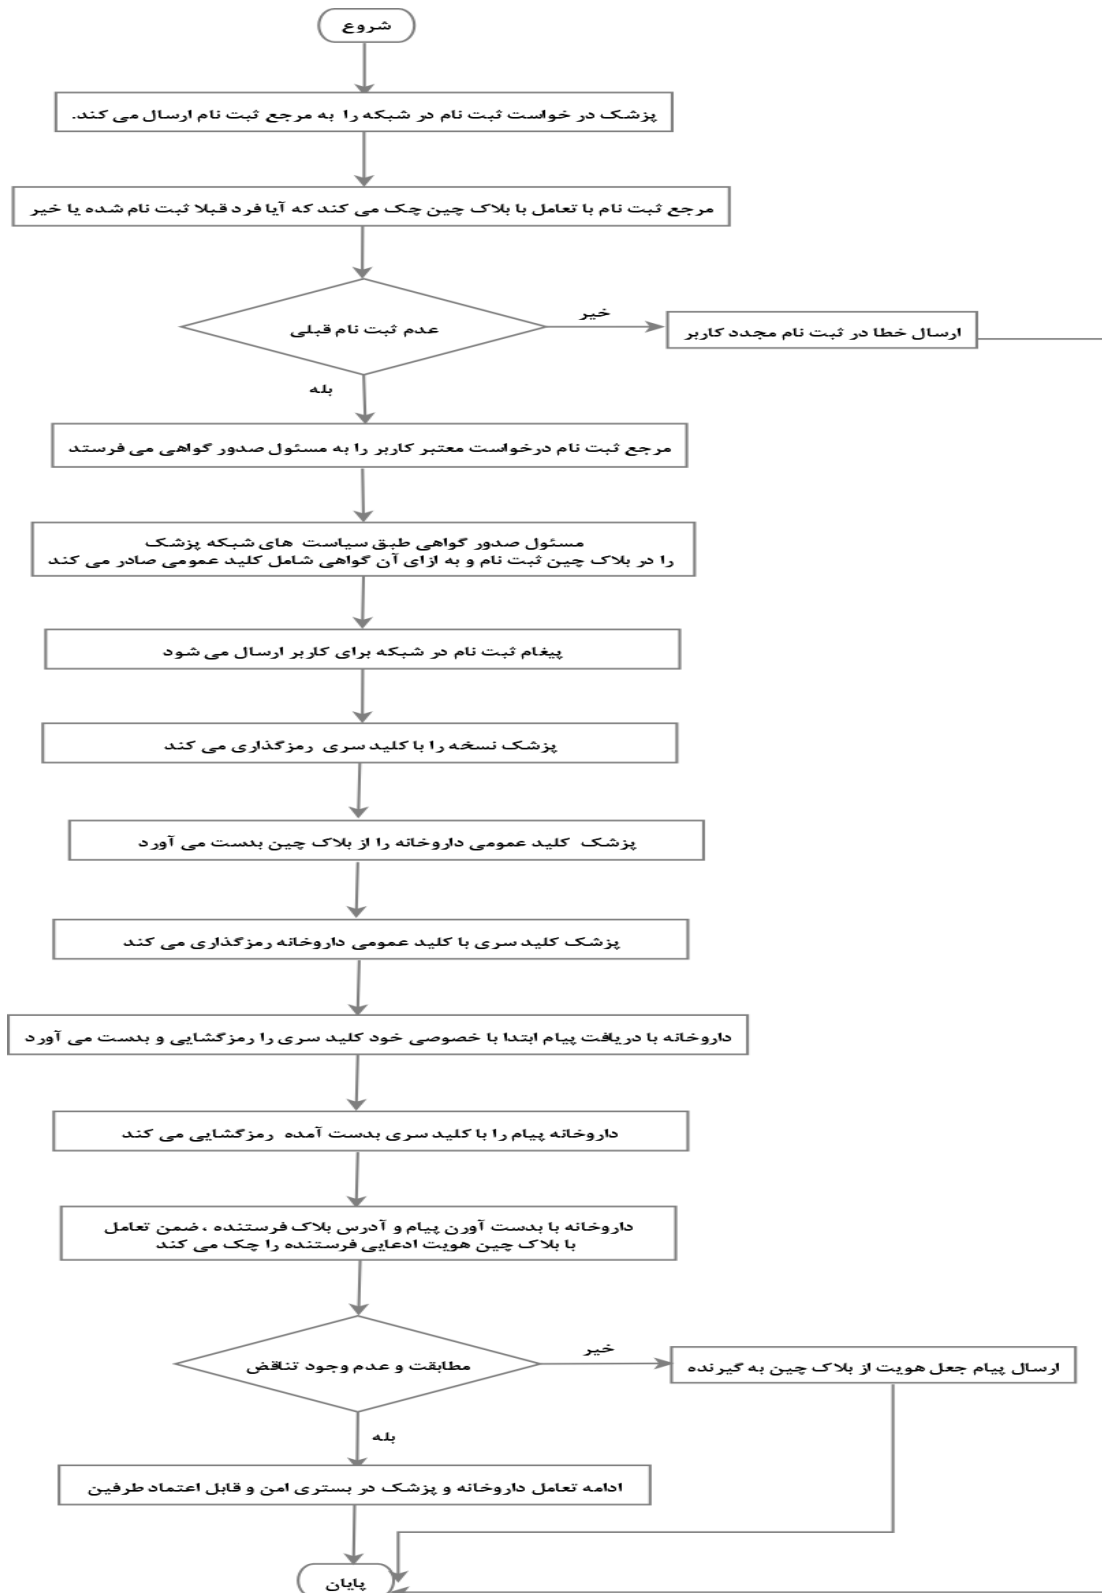 شروع
پزشک در خواست ثبت نام در شبکه را به مرجع ثبت نام ارسال می کند.
مرجع ثبت نام با تعامل با بلاک چین چک می کند که آیا فرد قبلا ثبت نام شده یا خیر
عدم ثبت نام قبلی
خیر
ارسال خطا در ثبت نام مجدد کاربر
بله
مرجع ثبت نام درخواست معتبر کاربر را به مسئول صدور گواهی می فرستد
مسئول صدور گواهی طبق سیاست های شبکه پزشک
را در بلاک چین ثبت نام و به ازای آن گواهی شامل کلید عمومی صادر می کند
پیغام ثبت نام در شبکه برای کاربر ارسال می شود
پزشک نسخه را با کلید سری رمزگذاری می کند
پزشک کلید عمومی داروخانه را از بلاک چین بدست می آورد
پزشک کلید سری با کلید عمومی داروخانه رمزگذاری می کند
داروخانه با دریافت پیام ابتدا با خصوصی خود کلید سری را رمزگشایی و بدست می آورد
داروخانه پیام را با کلید سری بدست آمده رمزگشایی می کند
داروخانه با بدست آورن پیام و آدرس بلاک فرستنده ، ضمن تعامل
با بلاک چین هویت ادعایی فرستنده را چک می کند
مطابقت و عدم وجود تناقض
خیر
ارسال پیام جعل هویت از بلاک چین به گیرنده
بله
ادامه تعامل داروخانه و پزشک در بستری امن و قابل اعتماد طرفین
پایان